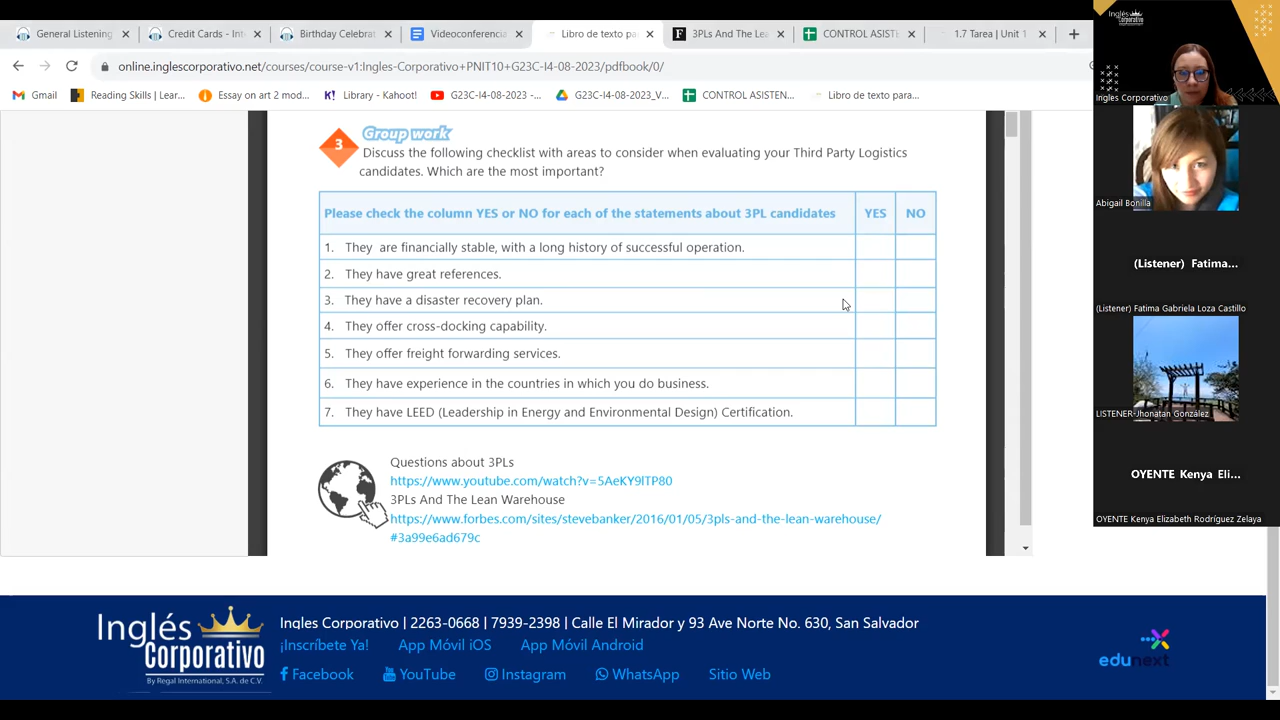 General Listening
Credit Cards - Int
Birthday Celebrat
Videoconferencia
Libro de texto pa
3PLs And The Lea
CONTROL ASIST
1.7 Tarea | Unit 1
online.inglescorporativo.net/courses/course-v1:Ingles-Corporativo+PNIT10+G23C-I4-08-2023/pdfbook/0/
Gmail
Reading Skills | Lear...
Essay on art 2 mod...
Library - Kano
G23C-I4-08-2023 -...
G23C-I4-08-2023_V...
CONTROL ASISTEN...
Libro de texto para...
3
Group work
Discuss the following checklist with areas to consider when evaluating your Third Party Logistics
candidates. Which are the most important?
Please check the column YES or NO for each of the statements about 3PL candidates YES NO
1. They are financially stable, with a long history of successful operation.
2. They have great references.
3. They have a disaster recovery plan.
4. They offer cross-docking capability.
5. They offer freight forwarding services.
6. They have experience in the countries in which you do business.
7. They have LEED (Leadership in Energy and Environmental Design) Certification.
Questions about 3PLs
https://www.youtube.com/watch?v=5AeKY9lTP80
3PLs And The Lean Warehouse
https://www.forbes.com/sites/stevebanker/2016/01/05/3pls-and-the-lean-warehouse/
#3a99e6ad679c
Inglés
Corporativo
By Regal International, S.A. de C.V.
Ingles Corporativo | 2263-0668 | 7939-2398 | Calle El Mirador y 93 Ave Norte No. 630, San Salvador
¡Inscríbete Ya! App Móvil iOS App Móvil Android
Facebook YouTube Instagram WhatsApp Sitio Web
edunext
Inglés
Corporativo
Ingles Corporativo
Abigail Bonilla
(Listener) Fatima...
(Listener) Fatima Gabriela Loza Castillo
LISTENER-Jhonatan González
OYENTE Kenya Eli...
OYENTE Kenya Elizabeth Rodríguez Zelaya